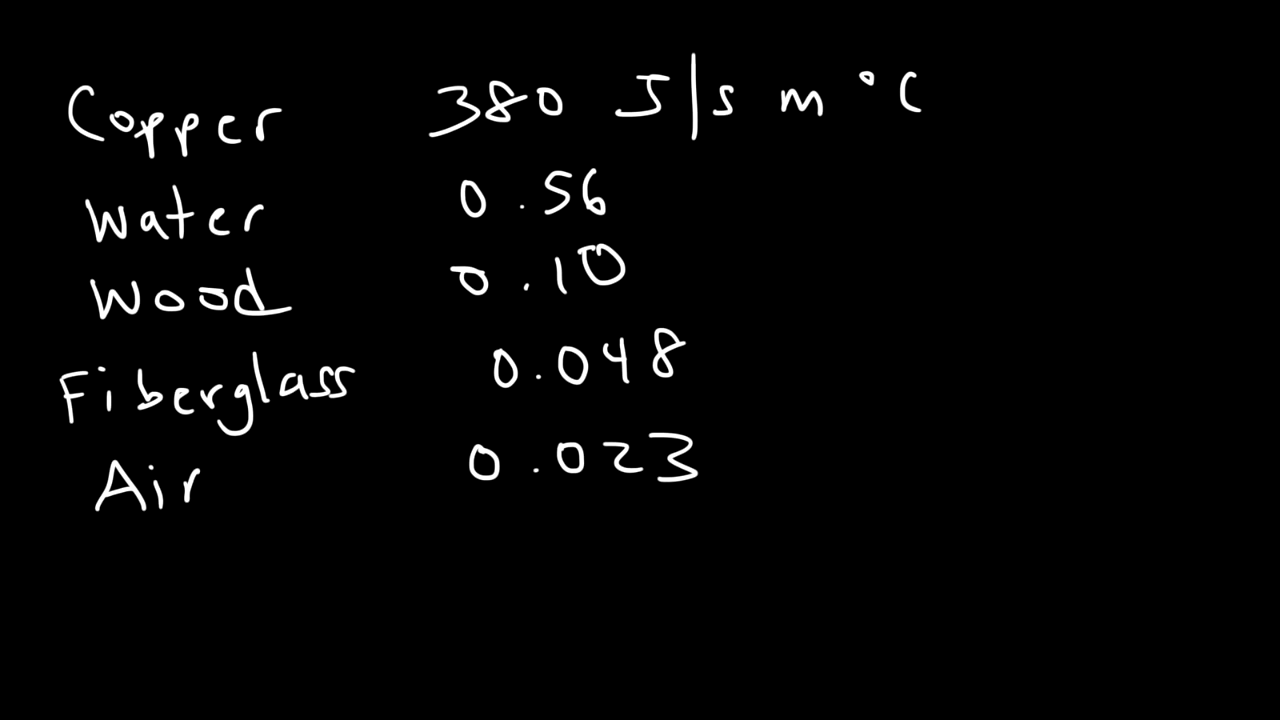 Copper 380 J/s m °C
Water 0.56
Wood 0.10
Fiberglass 0.048
Air 0.023